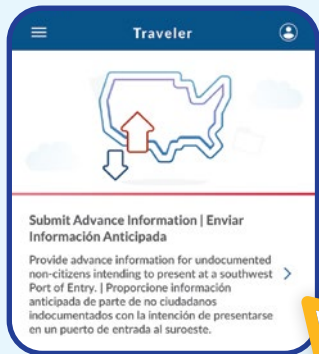 Traveler
Submit Advance Information | Enviar
Información Anticipada
Provide advance information for undocumented
non-citizens intending to present at a southwest
Port of Entry. | Proporcione información
anticipada de parte de no ciudadanos
indocumentados con la intención de presentarse
en un puerto de entrada al suroeste.